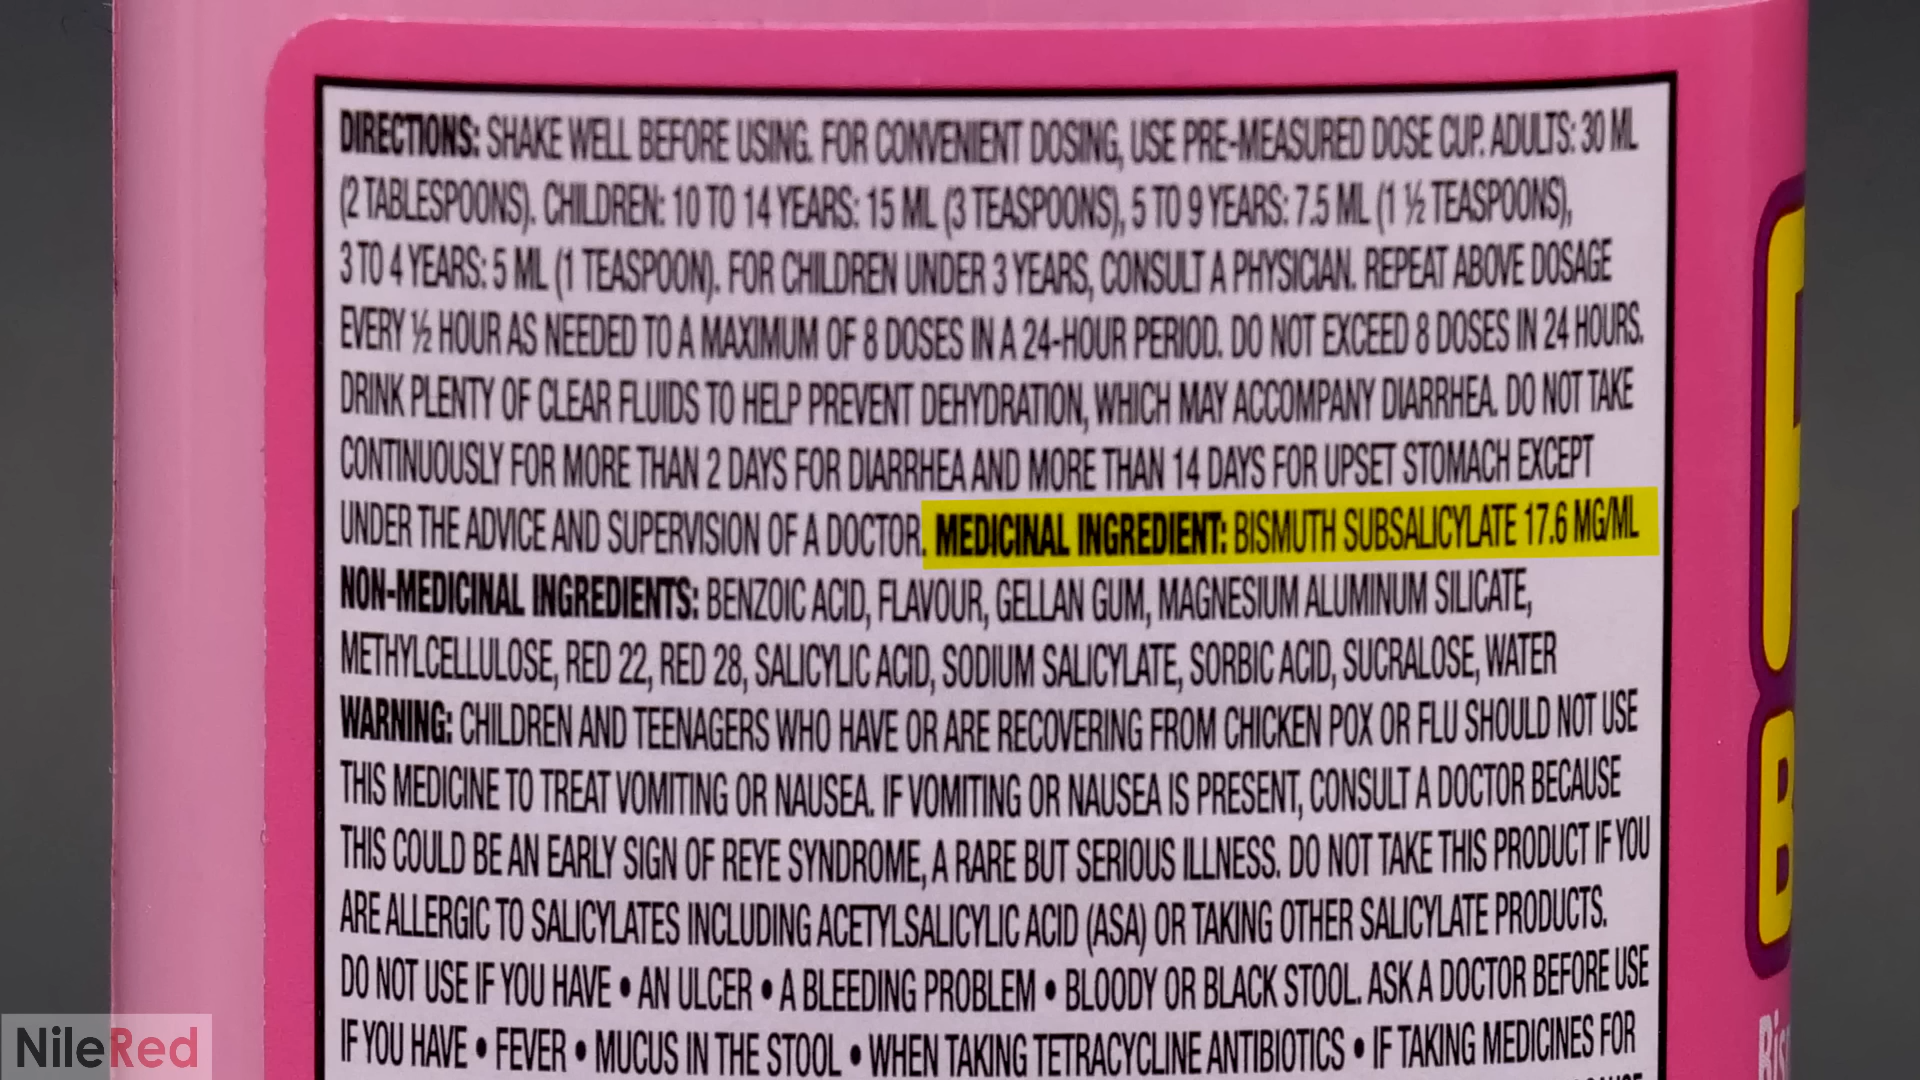 DIRECTIONS: SHAKE WELL BEFORE USING. FOR CONVENIENT DOSING, USE PRE-MEASURED DOSE CUP. ADULTS: 30 ML
(2 TABLESPOONS). CHILDREN: 10 TO 14 YEARS: 15 ML (3 TEASPOONS), 5 TO 9 YEARS: 7.5 ML (1 ½ TEASPOONS),
3 TO 4 YEARS: 5 ML (1 TEASPOON). FOR CHILDREN UNDER 3 YEARS, CONSULT A PHYSICIAN. REPEAT ABOVE DOSAGE
EVERY ½ HOUR AS NEEDED TO A MAXIMUM OF 8 DOSES IN A 24-HOUR PERIOD. DO NOT EXCEED 8 DOSES IN 24 HOURS.
DRINK PLENTY OF CLEAR FLUIDS TO HELP PREVENT DEHYDRATION, WHICH MAY ACCOMPANY DIARRHEA. DO NOT TAKE
CONTINUOUSLY FOR MORE THAN 2 DAYS FOR DIARRHEA AND MORE THAN 14 DAYS FOR UPSET STOMACH EXCEPT
UNDER THE ADVICE AND SUPERVISION OF A DOCTOR. MEDICINAL INGREDIENT: BISMUTH SUBSALICYLATE 17.6 MG/ML
NON-MEDICINAL INGREDIENTS: BENZOIC ACID, FLAVOUR, GELLAN GUM, MAGNESIUM ALUMINUM SILICATE,
METHYLCELLULOSE, RED 22, RED 28, SALICYLIC ACID, SODIUM SALICYLATE, SORBIC ACID, SUCRALOSE, WATER
WARNING: CHILDREN AND TEENAGERS WHO HAVE OR ARE RECOVERING FROM CHICKEN POX OR FLU SHOULD NOT USE
THIS MEDICINE TO TREAT VOMITING OR NAUSEA. IF VOMITING OR NAUSEA IS PRESENT, CONSULT A DOCTOR BECAUSE
THIS COULD BE AN EARLY SIGN OF REYE SYNDROME, A RARE BUT SERIOUS ILLNESS. DO NOT TAKE THIS PRODUCT IF YOU
ARE ALLERGIC TO SALICYLATES INCLUDING ACETYLSALICYLIC ACID (ASA) OR TAKING OTHER SALICYLATE PRODUCTS.
DO NOT USE IF YOU HAVE • AN ULCER • A BLEEDING PROBLEM • BLOODY OR BLACK STOOL. ASK A DOCTOR BEFORE USE
IF YOU HAVE • FEVER • MUCUS IN THE STOOL • WHEN TAKING TETRACYCLINE ANTIBIOTICS • IF TAKING MEDICINES FOR
NileRed